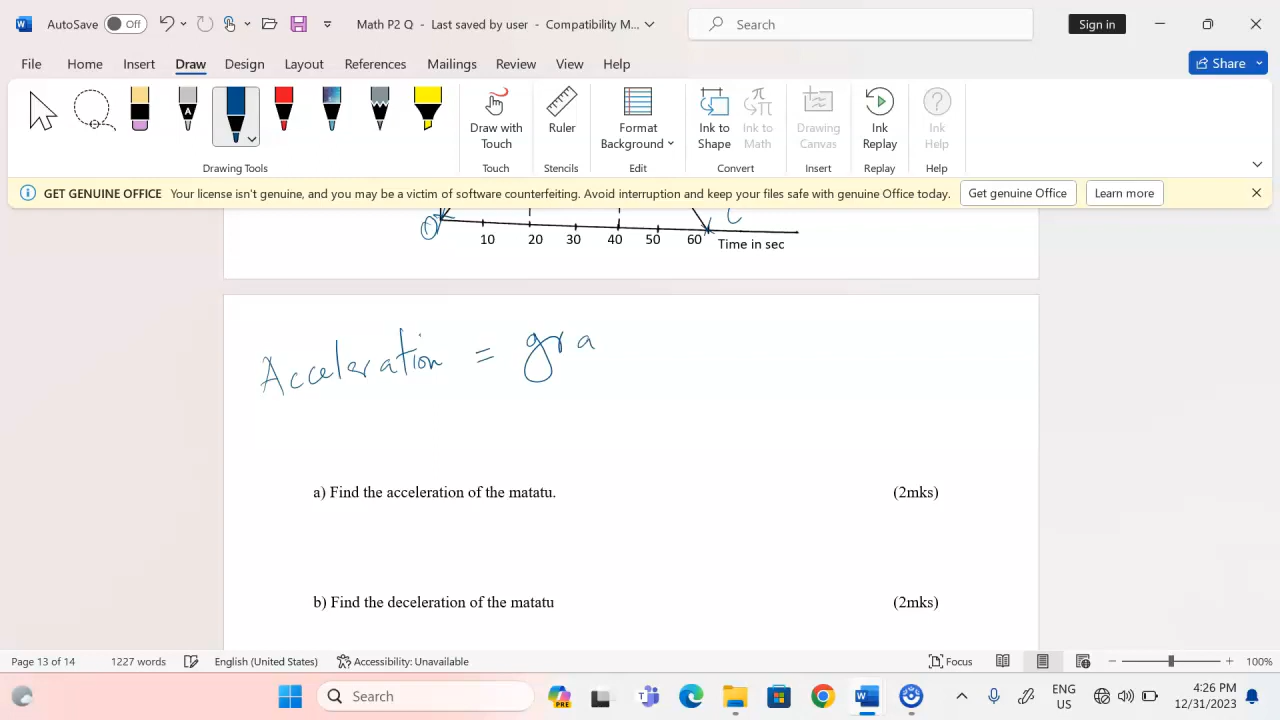 AutoSave Off Math P2 Q - Last saved by user - Compatibility M... Search Sign in
File Home Insert Draw Design Layout References Mailings Review View Help Share
Draw with Touch Ruler Format Background Ink to Shape Ink to Math Drawing Canvas Ink Replay Ink Help
Drawing Tools Touch Stencils Edit Convert Insert Replay Help
GET GENUINE OFFICE Your license isn't genuine, and you may be a victim of software counterfeiting. Avoid interruption and keep your files safe with genuine Office today. Get genuine Office Learn more
O C
10 20 30 40 50 60 Time in sec
Acceleration = gra
a) Find the acceleration of the matatu. (2mks)
b) Find the deceleration of the matatu (2mks)
Page 13 of 14 1227 words English (United States) Accessibility: Unavailable Focus 100%
Search PRE ENG US 4:26 PM 12/31/2023